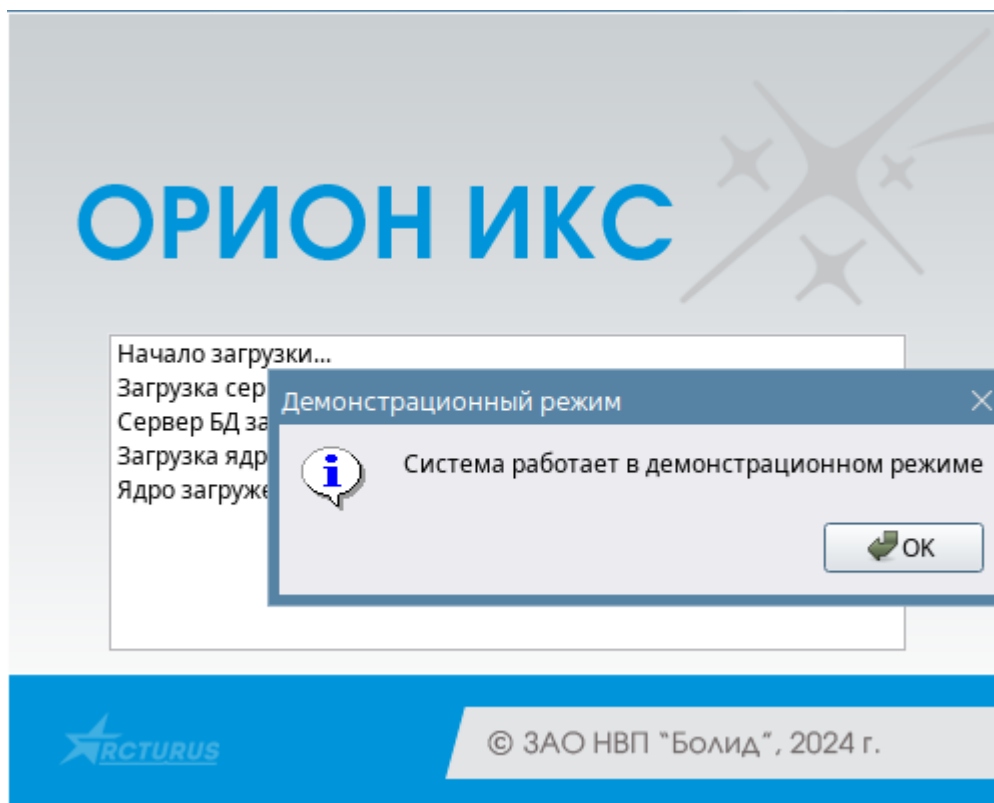 ОРИОН ИКС
Начало загрузки...
Загрузка сер
Сервер БД за
Загрузка ядр
Ядро загруже
Демонстрационный режим
Система работает в демонстрационном режиме
ОК
ARCTURUS
© ЗАО НВП "Болид", 2024 г.